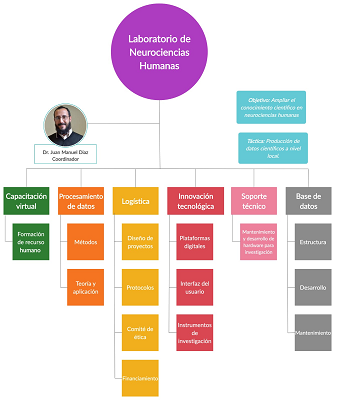 Laboratorio de
Neurociencias
Humanas
Objetivo: Ampliar el
conocimiento científico en
neurociencias humanas
Dr. Juan Manuel Díaz
Coordinador
Táctica: Producción de
datos científicos a nivel
local
Capacitación
virtual
Procesamiento
de datos
Logística
Innovación
tecnológica
Soporte
técnico
Base de
datos
Formación
de recurso
humano
Métodos
Diseño de
proyectos
Plataformas
digitales
Mantenimiento
y desarrollo de
hardware para
investigación
Estructura
Teoría y
aplicación
Protocolos
Interfaz del
usuario
Desarrollo
Comité de
ética
Instrumentos
de
investigación
Mantenimiento
Financiamiento